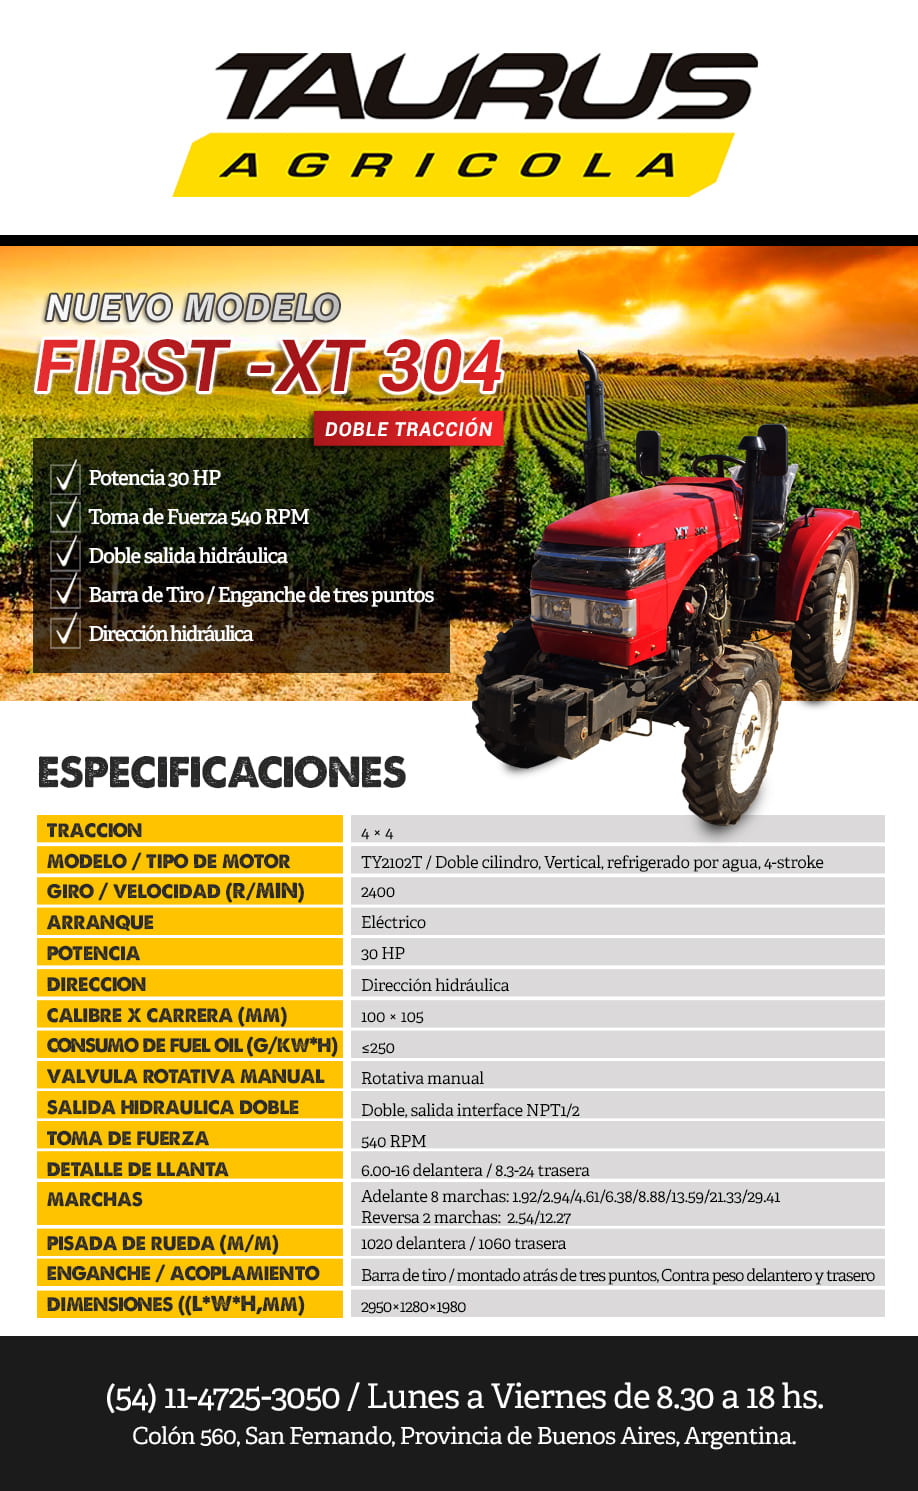 TAURUS
AGRICOLA
NUEVO MODELO
FIRST -XT 304
DOBLE TRACCIÓN
Potencia 30 HP
Toma de Fuerza 540 RPM
Doble salida hidráulica
Barra de Tiro / Enganche de tres puntos
Dirección hidráulica
XT 304
ESPECIFICACIONES
TRACCION 4 × 4
MODELO / TIPO DE MOTOR TY2102T / Doble cilindro, Vertical, refrigerado por agua, 4-stroke
GIRO / VELOCIDAD (R/MIN) 2400
ARRANQUE Eléctrico
POTENCIA 30 HP
DIRECCION Dirección hidráulica
CALIBRE X CARRERA (MM) 100 × 105
CONSUMO DE FUEL OIL (G/KW*H) ≤250
VALVULA ROTATIVA MANUAL Rotativa manual
SALIDA HIDRAULICA DOBLE Doble, salida interface NPT1/2
TOMA DE FUERZA 540 RPM
DETALLE DE LLANTA 6.00-16 delantera / 8.3-24 trasera
MARCHAS Adelante 8 marchas: 1.92/2.94/4.61/6.38/8.88/13.59/21.33/29.41
Reversa 2 marchas: 2.54/12.27
PISADA DE RUEDA (M/M) 1020 delantera / 1060 trasera
ENGANCHE / ACOPLAMIENTO Barra de tiro / montado atrás de tres puntos, Contra peso delantero y trasero
DIMENSIONES ((L*W*H,MM) 2950×1280×1980
(54) 11-4725-3050 / Lunes a Viernes de 8.30 a 18 hs.
Colón 560, San Fernando, Provincia de Buenos Aires, Argentina.